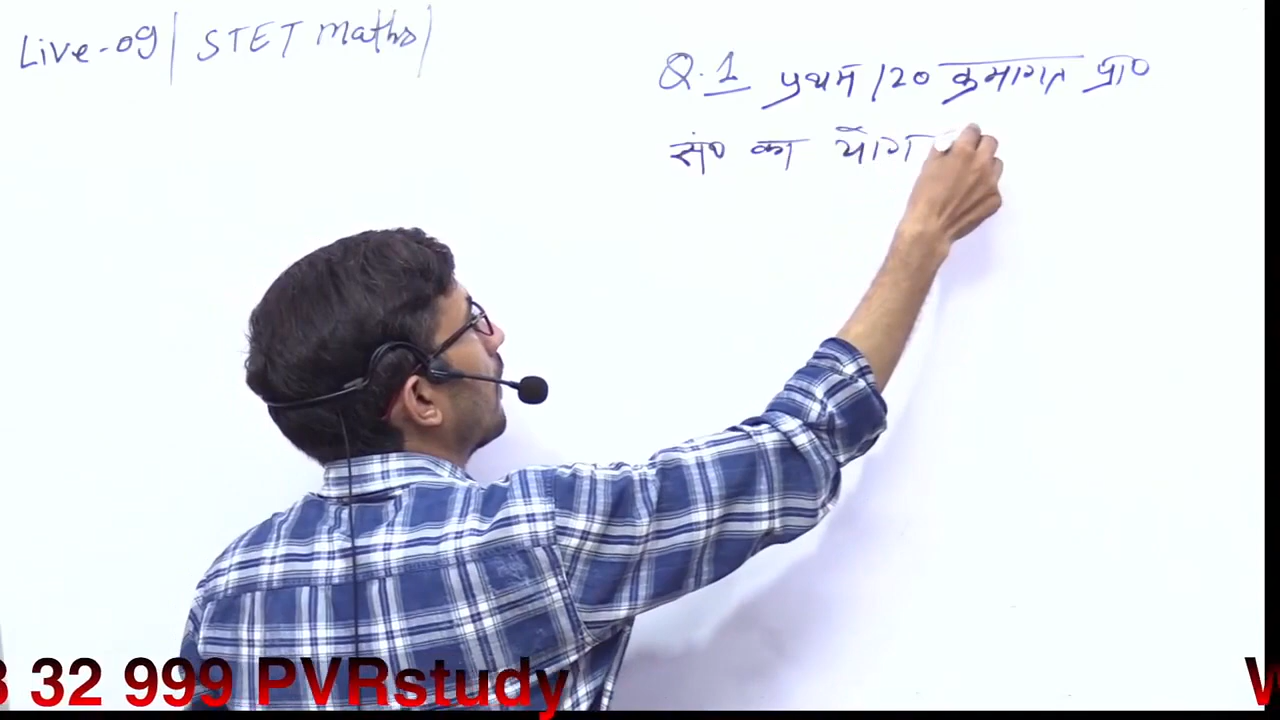 Live-09 | STET Maths |
Q.1 प्रथम 120 क्रमागत प्रा०
सं० का योग
32 999 PVRstudy